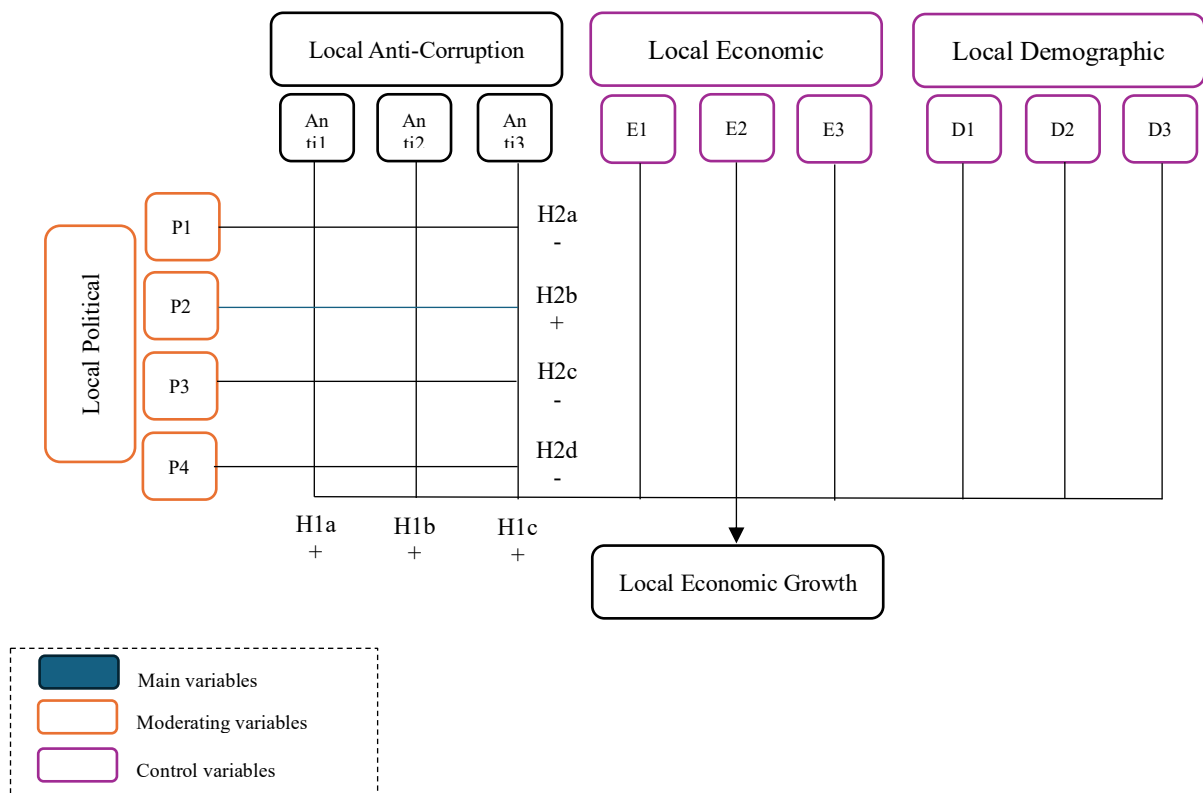 Local Anti-Corruption
Local Economic
Local Demographic
An
ti1
An
ti2
An
ti3
E1
E2
E3
D1
D2
D3
Local Political
P1
P2
P3
P4
H2a
-
H2b
+
H2c
-
H2d
-
H1a
+
H1b
+
H1c
+
Local Economic Growth
Main variables
Moderating variables
Control variables